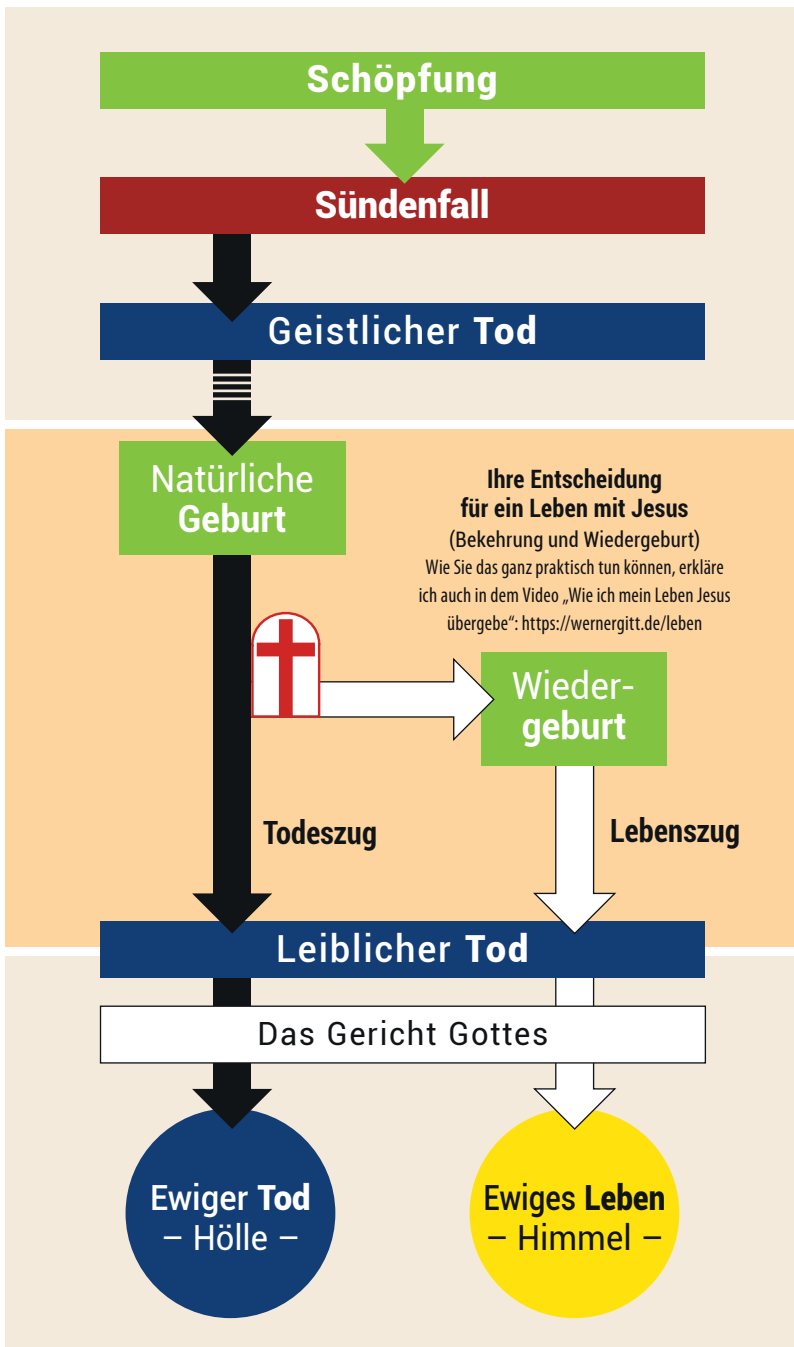 Schöpfung
Sündenfall
Geistlicher Tod
Natürliche
Geburt
Ihre Entscheidung
für ein Leben mit Jesus
(Bekehrung und Wiedergeburt)
Wie Sie das ganz praktisch tun können, erkläre
ich auch in dem Video „Wie ich mein Leben Jesus
übergebe“: https://wernergitt.de/leben
Wieder-
geburt
Todeszug
Lebenszug
Leiblicher Tod
Das Gericht Gottes
Ewiger Tod
– Hölle –
Ewiges Leben
– Himmel –